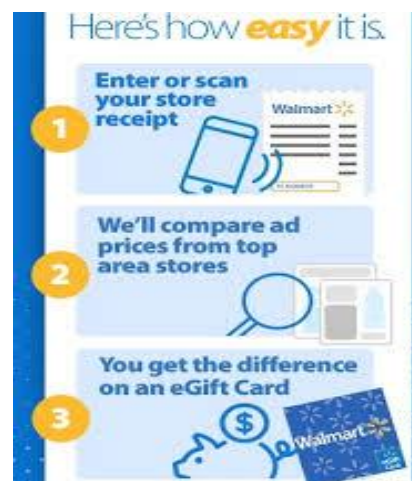 Here's how easy it is.
1
Enter or scan
your store
receipt
Walmart
2
We'll compare ad
prices from top
area stores
3
You get the difference
on an eGift Card
$
Walmart